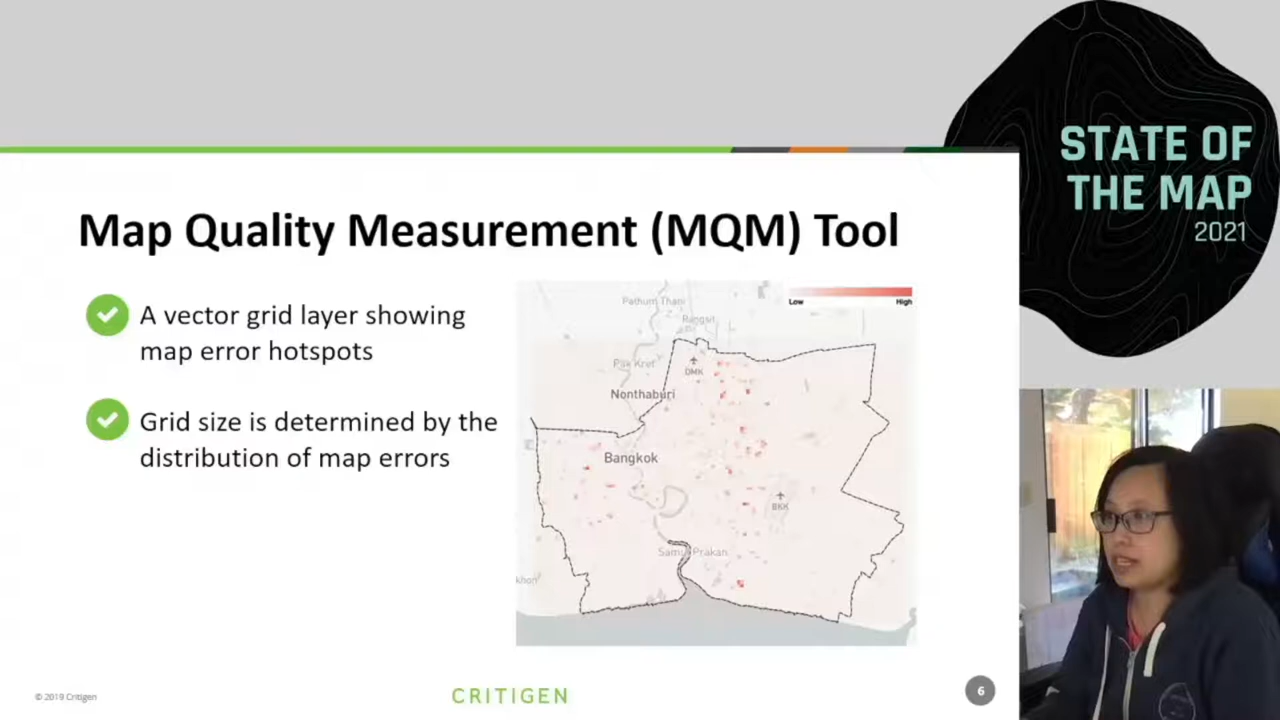 STATE OF
THE MAP
2021
Map Quality Measurement (MQM) Tool
A vector grid layer showing
map error hotspots
Grid size is determined by the
distribution of map errors
Low
High
Pathum Thani
Rangsit
Pak Kret
DMK
Nonthaburi
Bangkok
BKK
Samut Prakan
khon
© 2019 Critigen
CRITIGEN
6